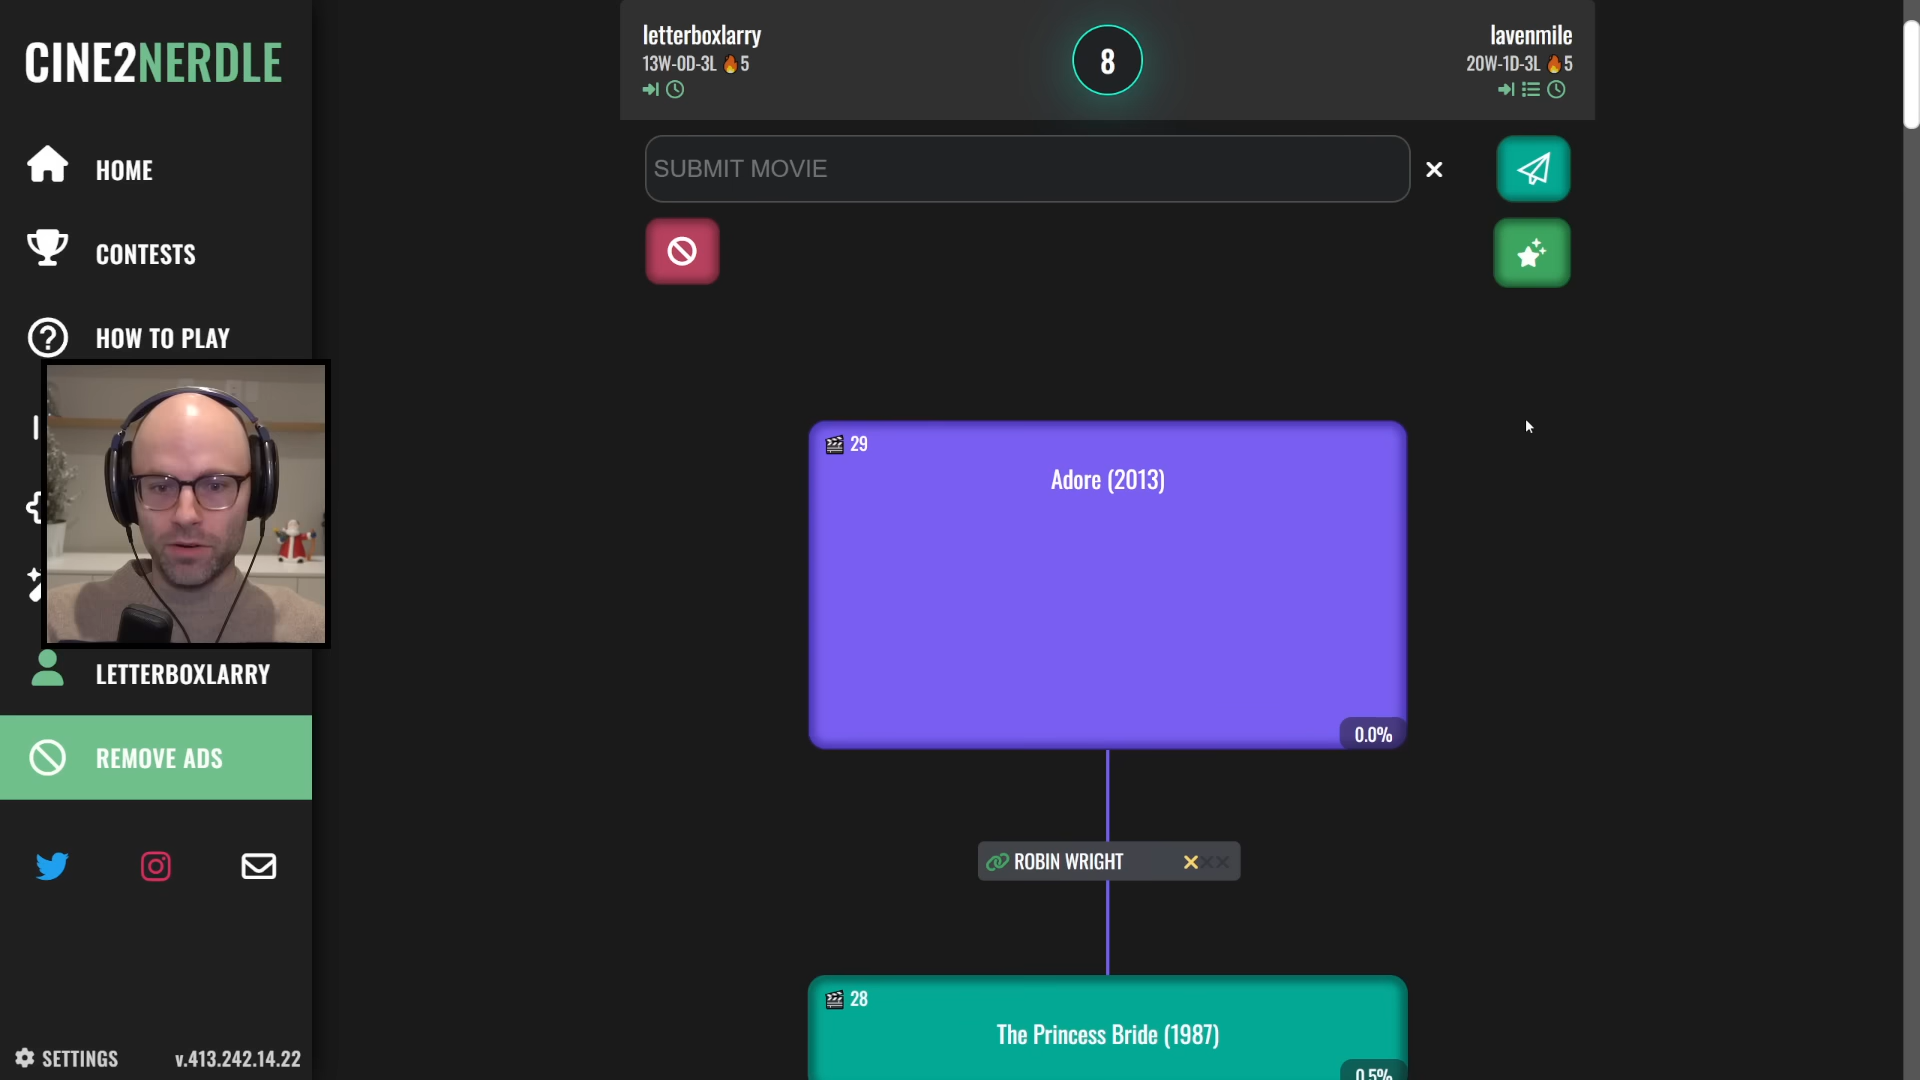 CINE2NERDLE
HOME
CONTESTS
HOW TO PLAY
LETTERBOXLARRY
REMOVE ADS
SETTINGS
v.413.242.14.22
letterboxlarry
13W-0D-3L 🔥5
8
lavenmile
20W-1D-3L 🔥5
SUBMIT MOVIE
29
Adore (2013)
0.0%
ROBIN WRIGHT
28
The Princess Bride (1987)
0.5%